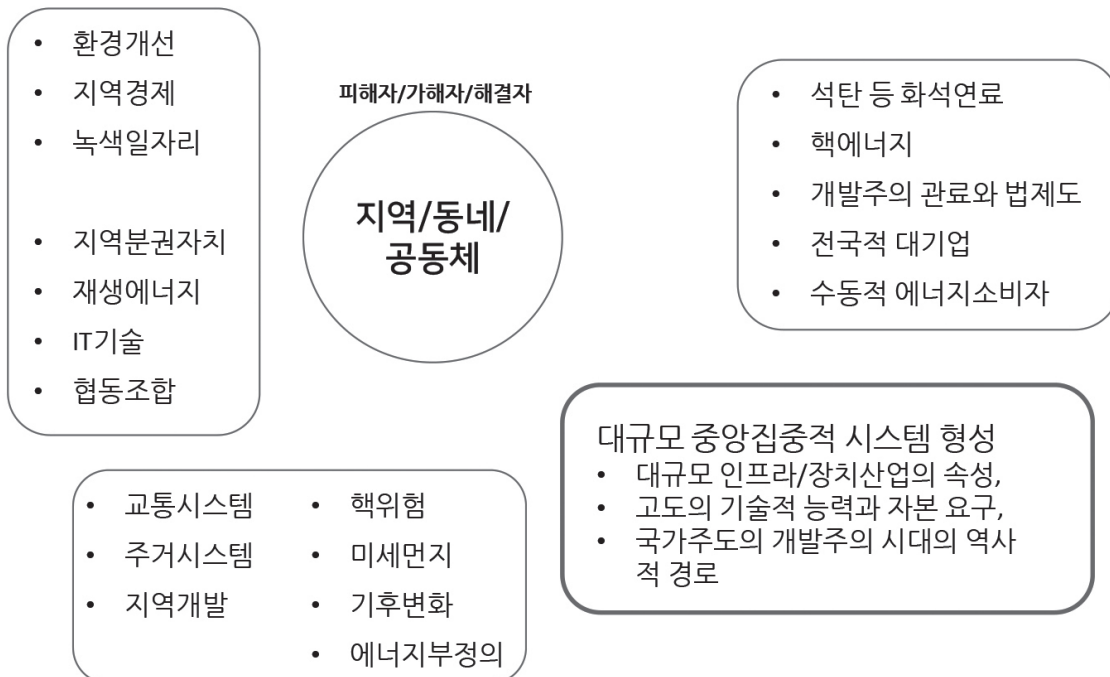 • 환경개선
• 지역경제
• 녹색일자리
• 지역분권자치
• 재생에너지
• IT기술
• 협동조합
피해자/가해자/해결자
지역/동네/
공동체
• 석탄 등 화석연료
• 핵에너지
• 개발주의 관료와 법제도
• 전국적 대기업
• 수동적 에너지소비자
대규모 중앙집중적 시스템 형성
• 대규모 인프라/장치산업의 속성,
• 고도의 기술적 능력과 자본 요구,
• 국가주도의 개발주의 시대의 역사
적 경로
• 교통시스템
• 주거시스템
• 지역개발
• 핵위험
• 미세먼지
• 기후변화
• 에너지부정의